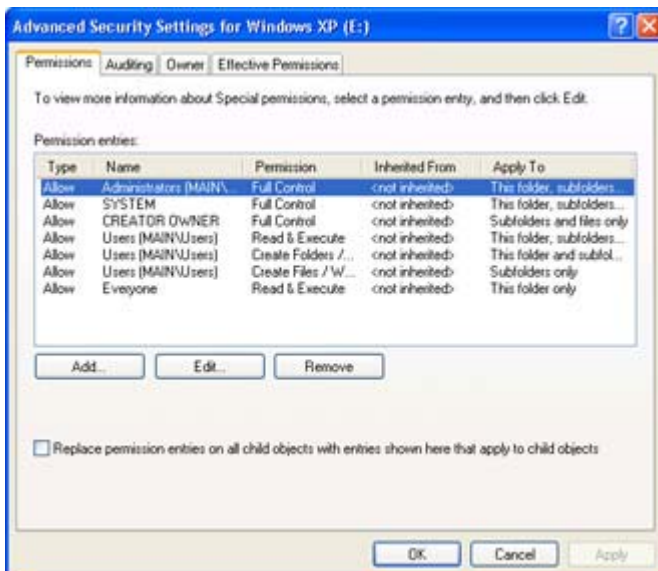 Advanced Security Settings for Windows XP (E:)
Permissions Auditing Owner Effective Permissions
To view more information about Special permissions, select a permission entry, and then click Edit.
Permission entries:
Type Name Permission Inherited From Apply To
Allow Administrators (MAIN\... Full Control <not inherited> This folder, subfolders...
Allow SYSTEM Full Control <not inherited> This folder, subfolders...
Allow CREATOR OWNER Full Control <not inherited> Subfolders and files only
Allow Users (MAIN\Users) Read & Execute <not inherited> This folder, subfolders...
Allow Users (MAIN\Users) Create Folders /... <not inherited> This folder and subfol...
Allow Users (MAIN\Users) Create Files / W... <not inherited> Subfolders only
Allow Everyone Read & Execute <not inherited> This folder only
Add... Edit... Remove
Replace permission entries on all child objects with entries shown here that apply to child objects
OK Cancel Apply